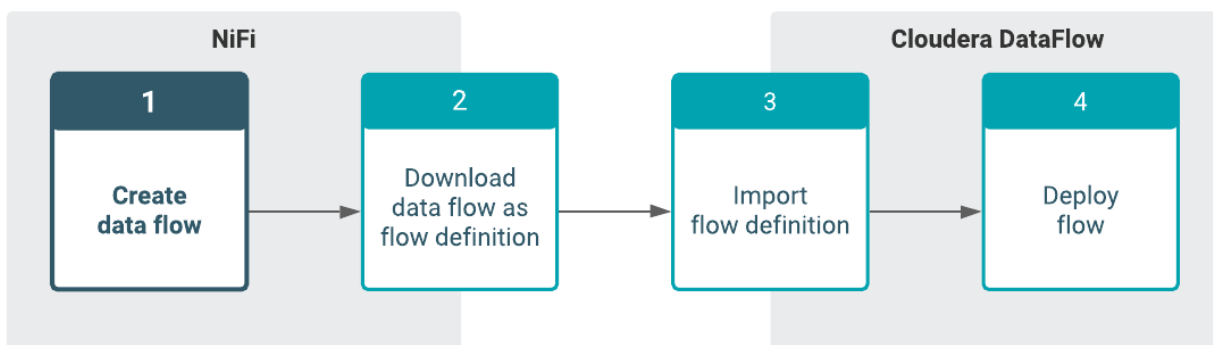 NiFi
Cloudera DataFlow
1
2
3
4
Create
data flow
Download
data flow as
flow definition
Import
flow definition
Deploy
flow